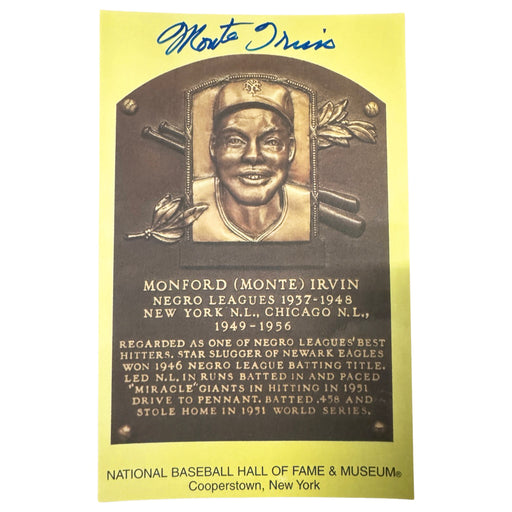 Monte Irvin
NY
MONFORD (MONTE) IRVIN
NEGRO LEAGUES 1937-1948
NEW YORK N.L., CHICAGO N.L.,
1949-1956
REGARDED AS ONE OF NEGRO LEAGUES' BEST
HITTERS. STAR SLUGGER OF NEWARK EAGLES
WON 1946 NEGRO LEAGUE BATTING TITLE.
LED N.L. IN RUNS BATTED IN AND PACED
"MIRACLE" GIANTS IN HITTING IN 1951
DRIVE TO PENNANT. BATTED .458 AND
STOLE HOME IN 1951 WORLD SERIES.
NATIONAL BASEBALL HALL OF FAME & MUSEUM®
Cooperstown, New York